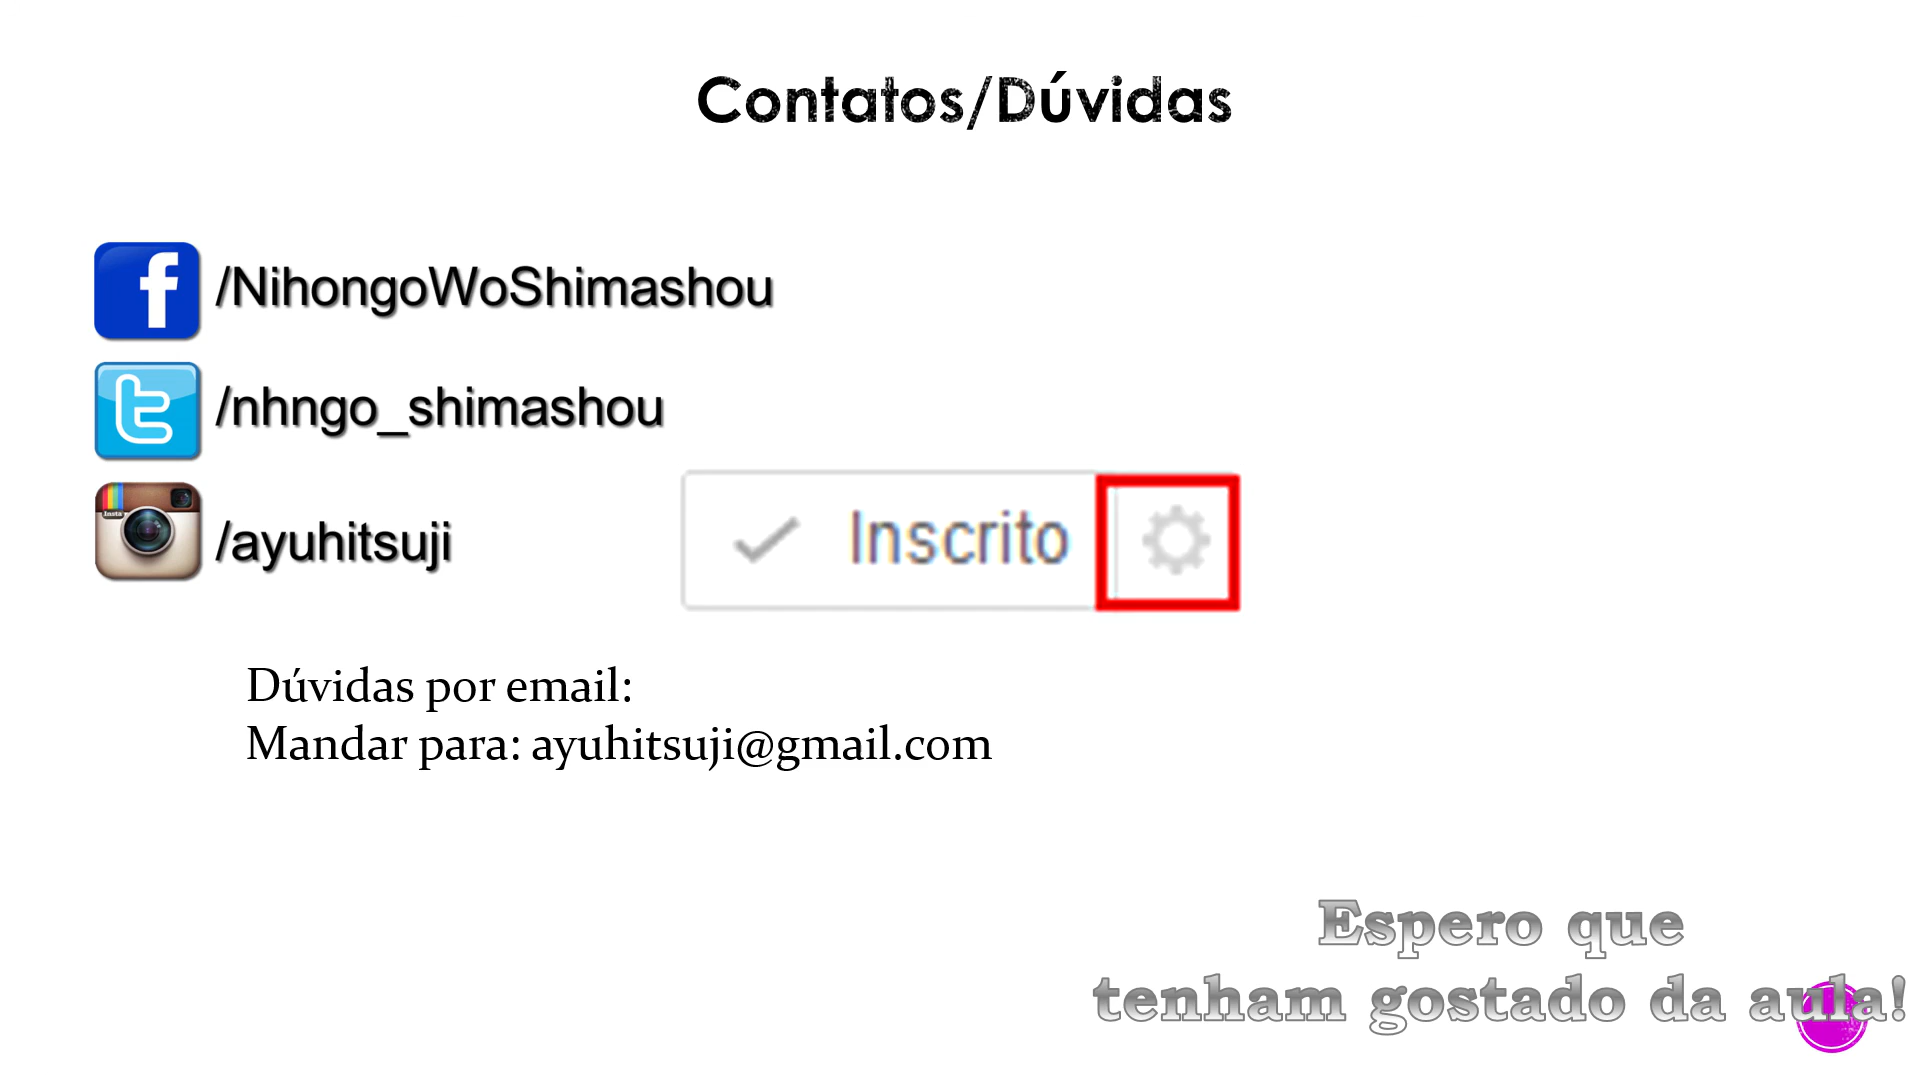 Contatos/Dúvidas
/NihongoWoShimashou
/nhngo_shimashou
Insta
/ayuhitsuji
Inscrito
Dúvidas por email:
Mandar para: ayuhitsuji@gmail.com
Espero que
tenham gostado da aula!